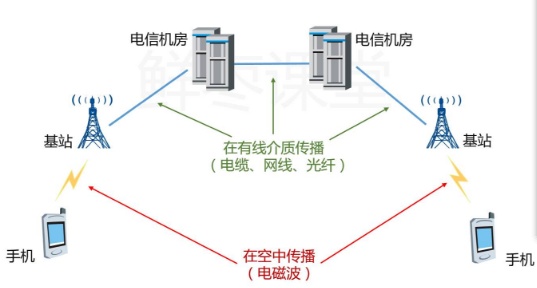 鲜枣课堂
电信机房
电信机房
基站
在有线介质传播
（电缆、网线、光纤）
基站
手机
在空中传播
（电磁波）
手机